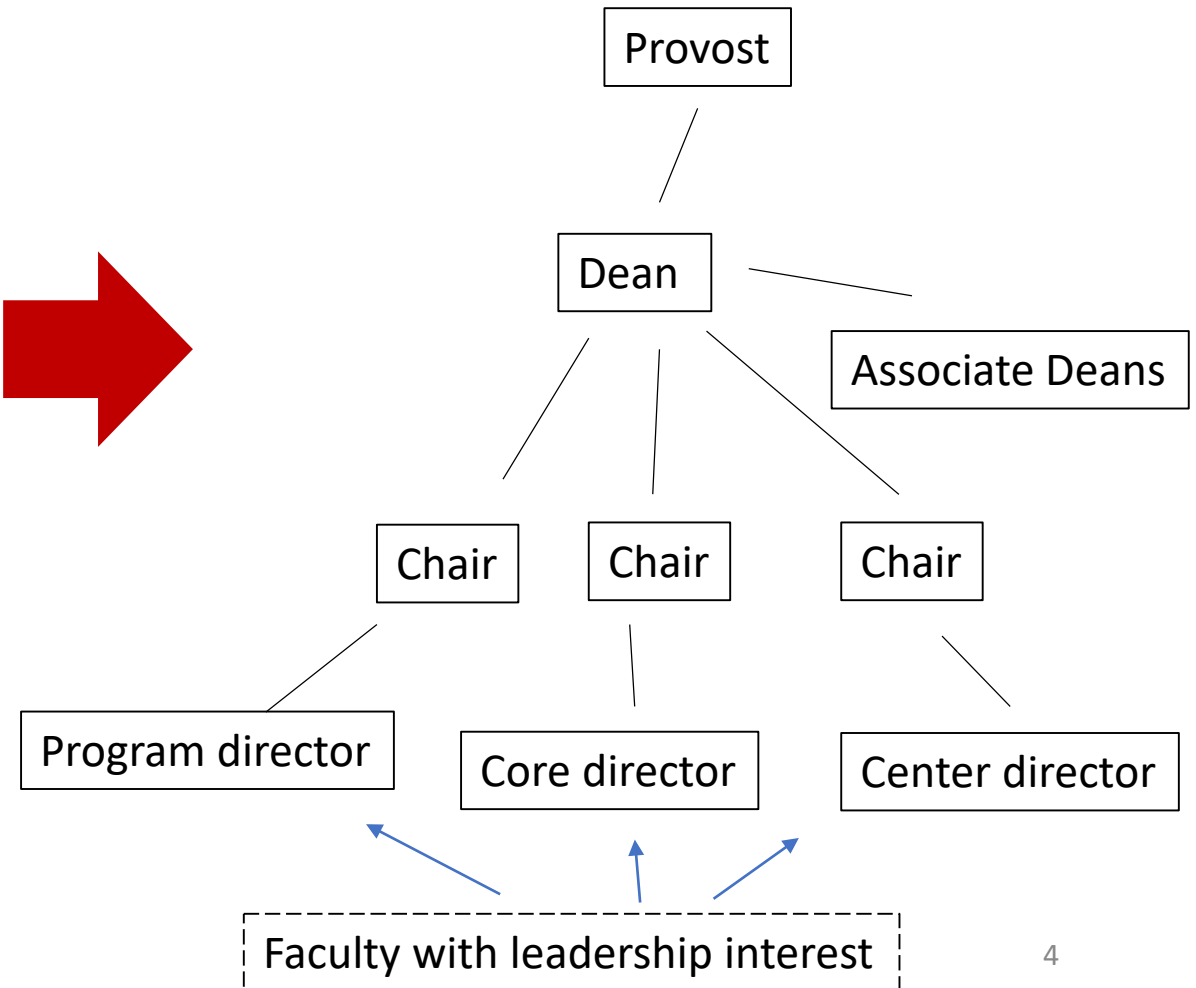 Provost
Dean
Associate Deans
Chair
Chair
Chair
Program director
Core director
Center director
Faculty with leadership interest
4